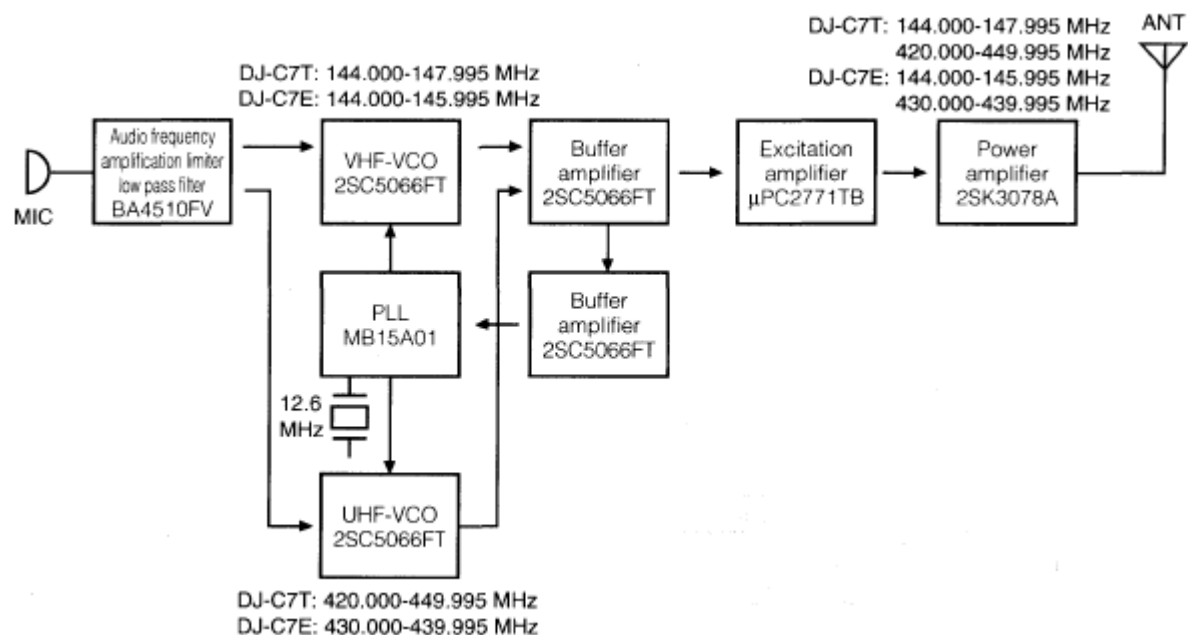 DJ-C7T: 144.000-147.995 MHz
420.000-449.995 MHz
DJ-C7E: 144.000-145.995 MHz
430.000-439.995 MHz
ANT
DJ-C7T: 144.000-147.995 MHz
DJ-C7E: 144.000-145.995 MHz
MIC
Audio frequency
amplification limiter
low pass filter
BA4510FV
VHF-VCO
2SC5066FT
Buffer
amplifier
2SC5066FT
Excitation
amplifier
µPC2771TB
Power
amplifier
2SK3078A
PLL
MB15A01
Buffer
amplifier
2SC5066FT
12.6
MHz
UHF-VCO
2SC5066FT
DJ-C7T: 420.000-449.995 MHz
DJ-C7E: 430.000-439.995 MHz